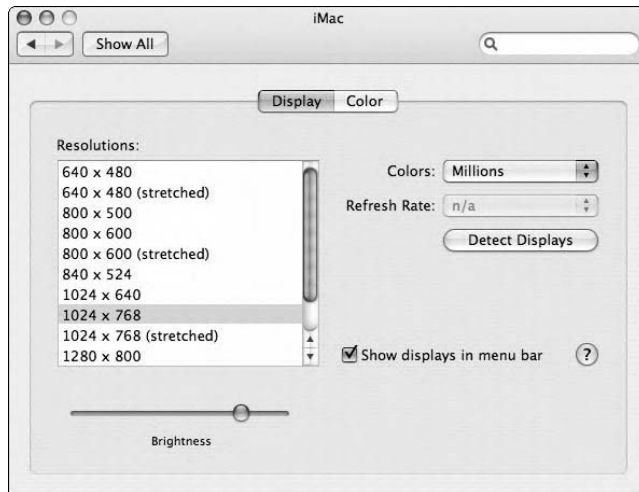 iMac
Show All
Display Color
Resolutions:
640 x 480
640 x 480 (stretched)
800 x 500
800 x 600
800 x 600 (stretched)
840 x 524
1024 x 640
1024 x 768
1024 x 768 (stretched)
1280 x 800
Colors: Millions
Refresh Rate: n/a
Detect Displays
Show displays in menu bar ?
Brightness